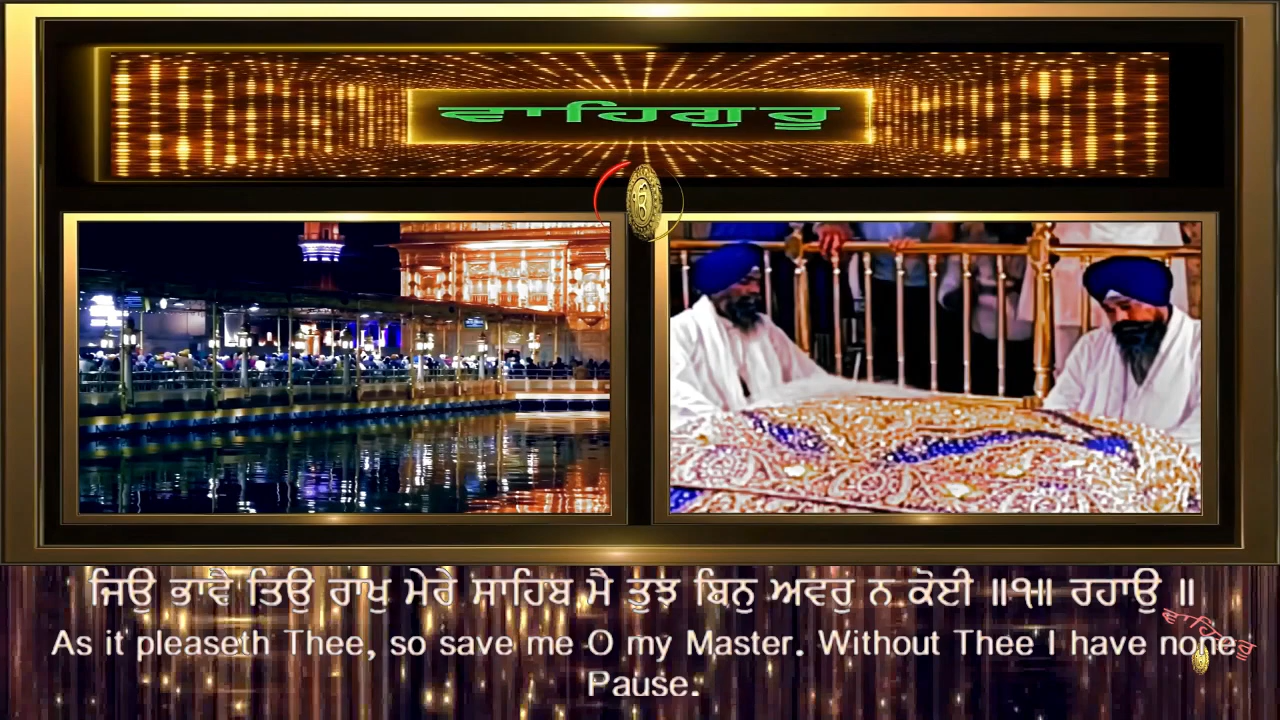 ਵਾਹਿਗੁਰੂ
ੴ
ਜਿਉ ਭਾਵੈ ਤਿਉ ਰਾਖੁ ਮੇਰੇ ਸਾਹਿਬ ਮੈ ਤੁਝ ਬਿਨੁ ਅਵਰੁ ਨ ਕੋਈ ॥੧॥ ਰਹਾਉ ॥
As it pleaseth Thee, so save me O my Master. Without Thee I have none
Pause.
ਵਾਹਿਗੁਰੂ॥